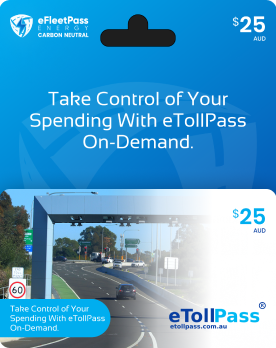 eFleetPass
ENERGY
CARBON NEUTRAL
$25
AUD
Take Control of Your
Spending With eTollPass
On-Demand.
$25
AUD
60
Take Control of Your
Spending With eTollPass
On-Demand.
eTollPass®
etollpass.com.au